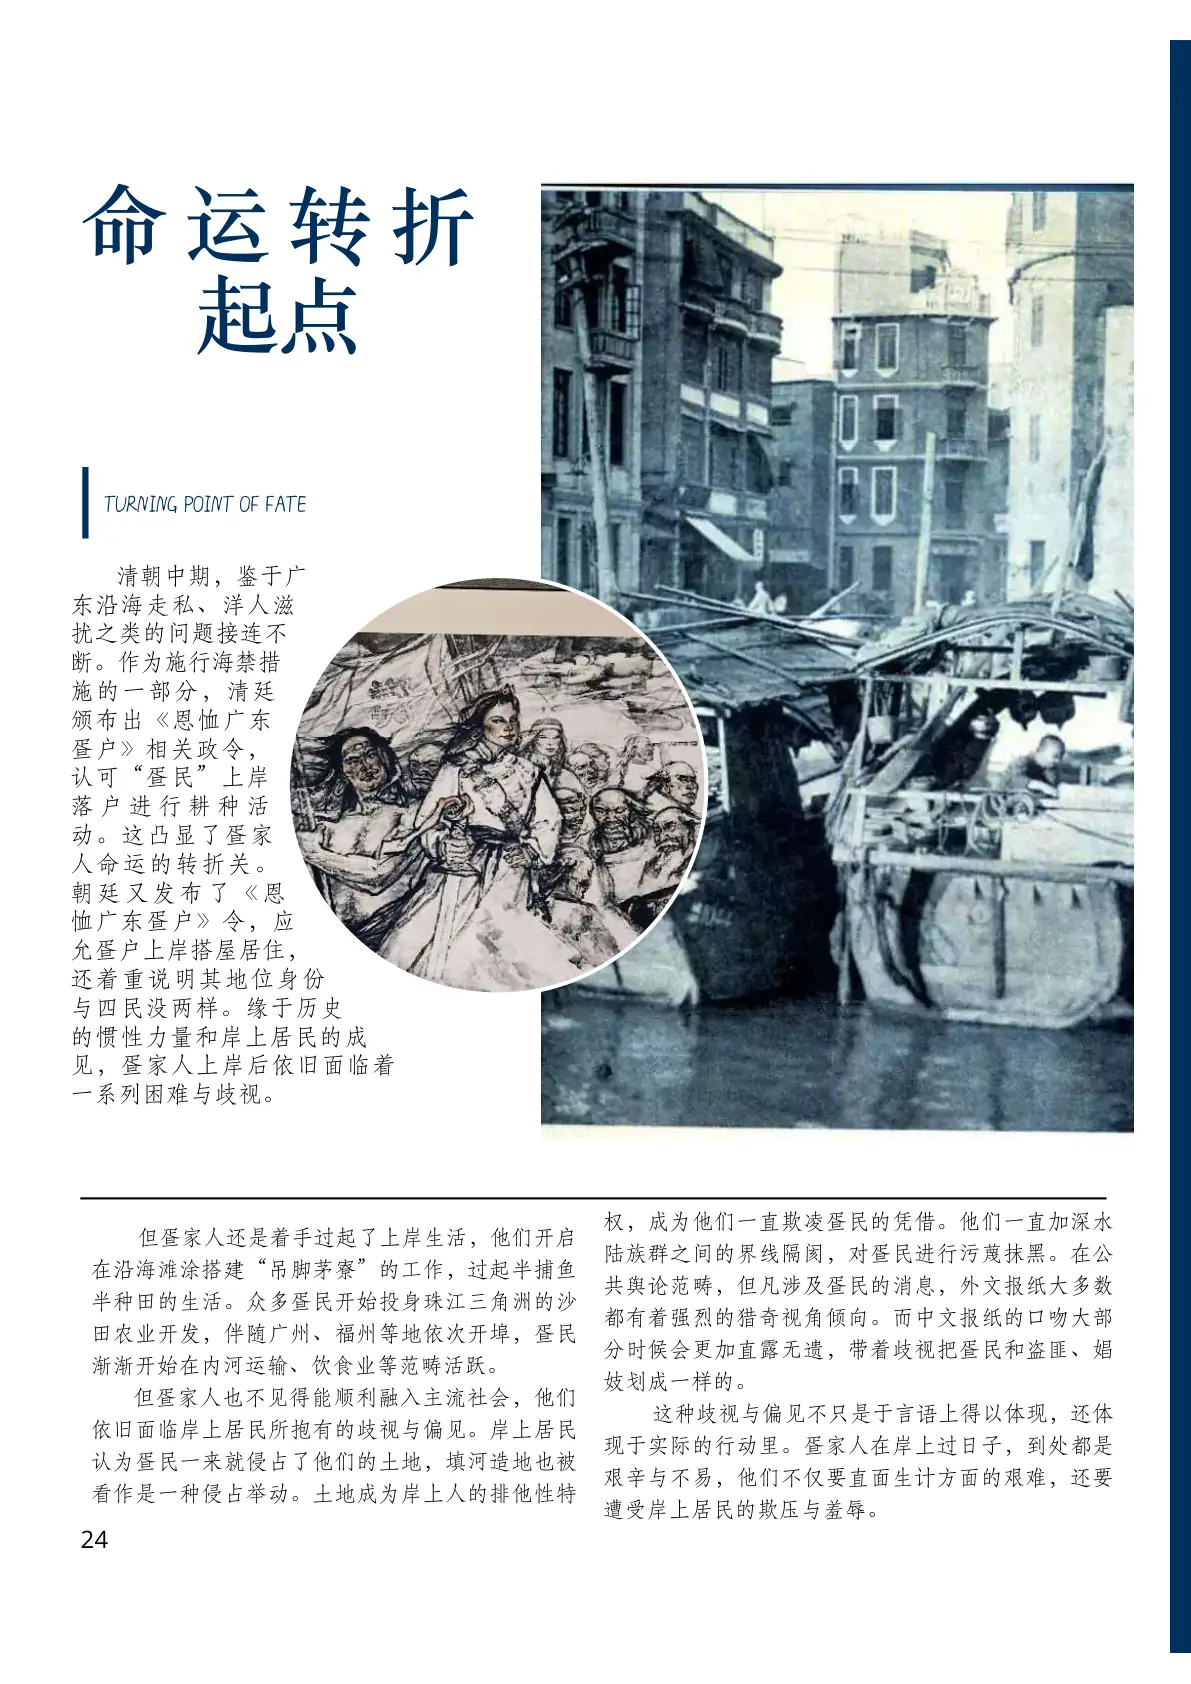 命运转折
起点
TURNING POINT OF FATE
清朝中期，鉴于广
东沿海走私、洋人滋
扰之类的问题接连不
断。作为施行海禁措
施的一部分，清廷
颁布出《恩恤广东
疍户》相关政令，
认可“疍民”上岸
落户进行耕种活
动。这凸显了疍家
人命运的转折关。
朝廷又发布了《恩
恤广东疍户》令，应
允疍户上岸搭屋居住，
还着重说明其地位身份
与四民没两样。缘于历史
的惯性力量和岸上居民的成
见，疍家人上岸后依旧面临着
一系列困难与歧视。
但疍家人还是着手过起了上岸生活，他们开启
在沿海滩涂搭建“吊脚茅寮”的工作，过起半捕鱼
半种田的生活。众多疍民开始投身珠江三角洲的沙
田农业开发，伴随广州、福州等地依次开埠，疍民
渐渐开始在内河运输、饮食业等范畴活跃。
但疍家人也不见得能顺利融入主流社会，他们
依旧面临岸上居民所抱有的歧视与偏见。岸上居民
认为疍民一来就侵占了他们的土地，填河造地也被
看作是一种侵占举动。土地成为岸上人的排他性特
权，成为他们一直欺凌疍民的凭借。他们一直加深水
陆族群之间的界线隔阂，对疍民进行污蔑抹黑。在公
共舆论范畴，但凡涉及疍民的消息，外文报纸大多数
都有着强烈的猎奇视角倾向。而中文报纸的口吻大部
分时候会更加直露无遗，带着歧视把疍民和盗匪、娼
妓划成一样的。
这种歧视与偏见不只是于言语上得以体现，还体
现于实际的行动里。疍家人在岸上过日子，到处都是
艰辛与不易，他们不仅要直面生计方面的艰难，还要
遭受岸上居民的欺压与羞辱。
24